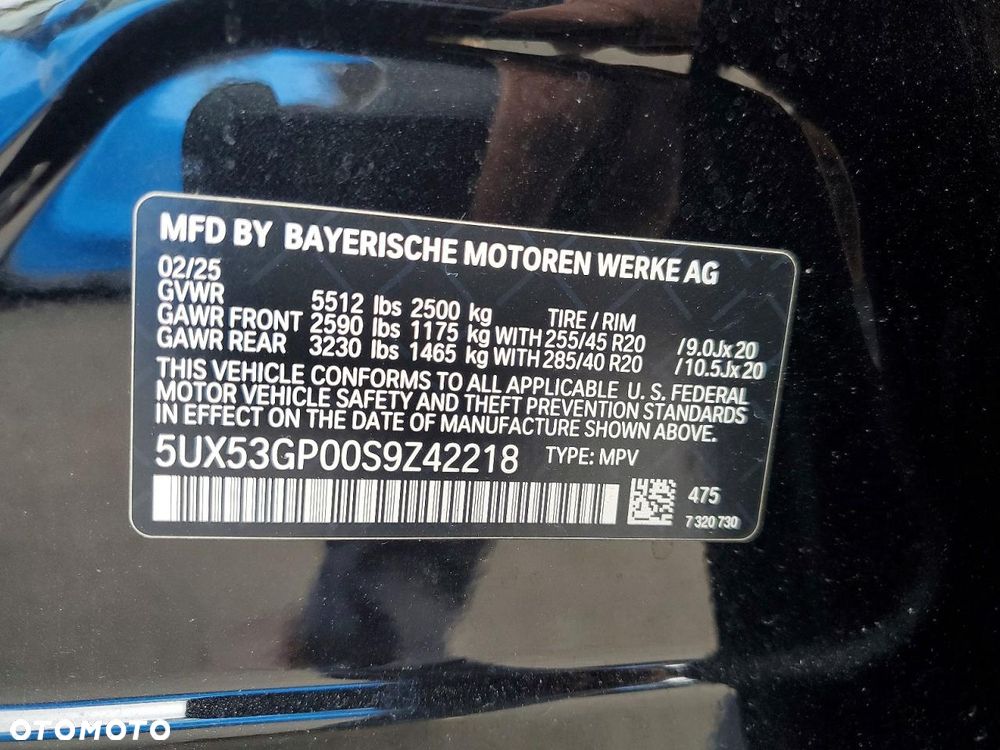 MFD BY BAYERISCHE MOTOREN WERKE AG
02/25
GVWR 5512 lbs 2500 kg TIRE / RIM
GAWR FRONT 2590 lbs 1175 kg WITH 255/45 R20 /9.0Jx20
GAWR REAR 3230 lbs 1465 kg WITH 285/40 R20 /10.5Jx20
THIS VEHICLE CONFORMS TO ALL APPLICABLE U. S. FEDERAL
MOTOR VEHICLE SAFETY AND THEFT PREVENTION STANDARDS
IN EFFECT ON THE DATE OF MANUFACTURE SHOWN ABOVE.
5UX53GP00S9Z42218 TYPE: MPV
475
7 320 730
OTOMOTO